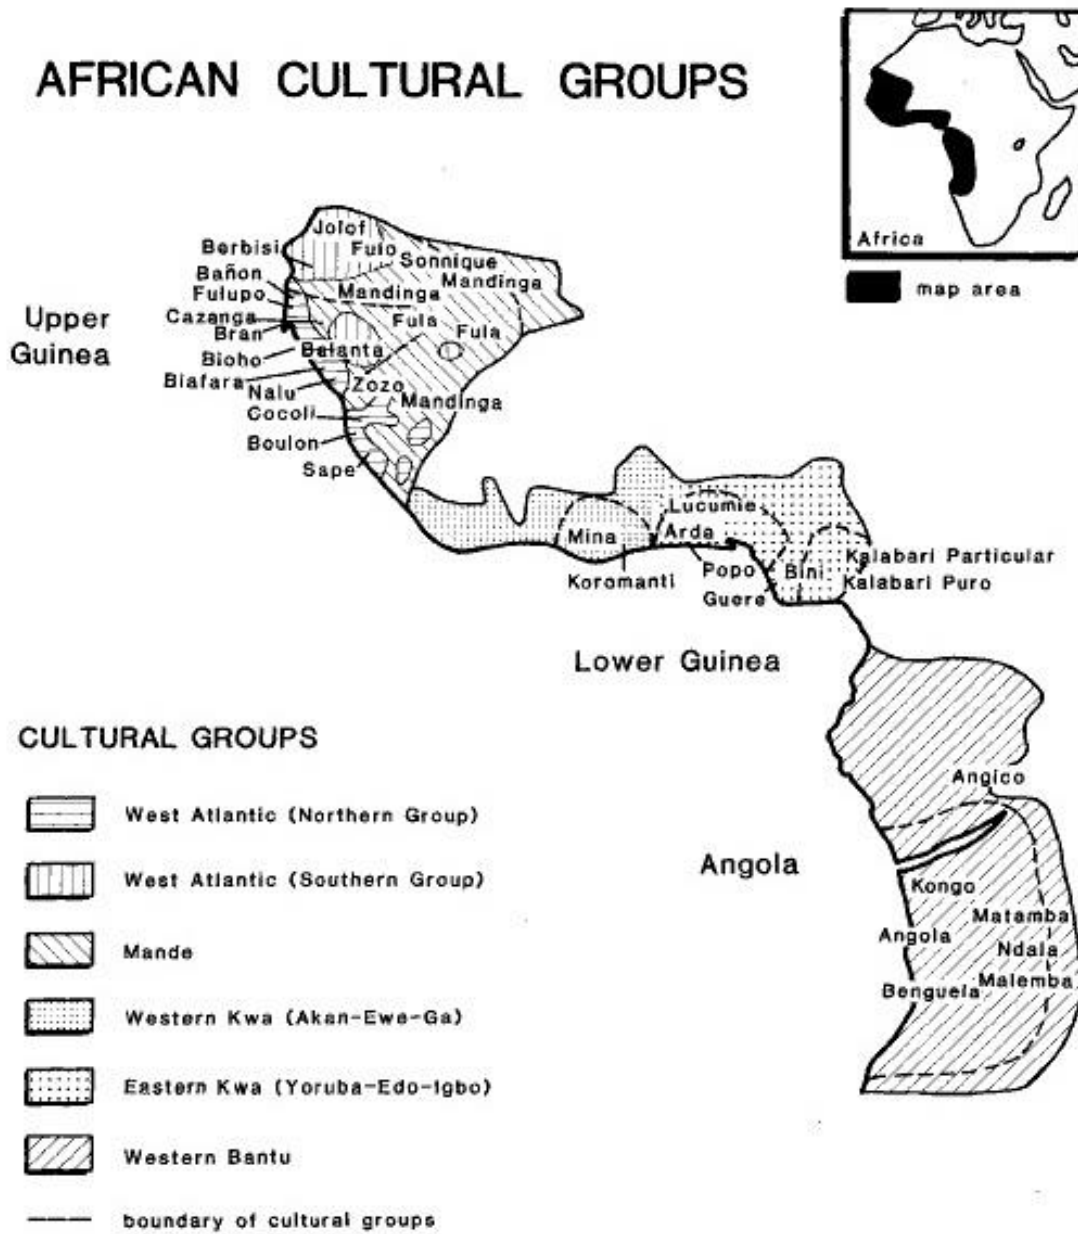 AFRICAN CULTURAL GROUPS
Africa
map area
Upper
Guinea
Jolof
Berbisi
Fulo
Sonnique
Bañon
Mandinga
Mandinga
Fulupo
Cazanga
Fula
Fula
Bran
Bioho
Balanta
Biafara
Nalu
Zozo
Mandinga
Cocoli
Boulon
Sape
Mina
Lucumie
Arda
Koromanti
Popo
Guere
Bini
Kalabari Particular
Kalabari Puro
Lower Guinea
Angola
Angico
Kongo
Matamba
Angola
Ndala
Benguela
Malemba
CULTURAL GROUPS
West Atlantic (Northern Group)
West Atlantic (Southern Group)
Mande
Western Kwa (Akan-Ewe-Ga)
Eastern Kwa (Yoruba-Edo-Igbo)
Western Bantu
boundary of cultural groups